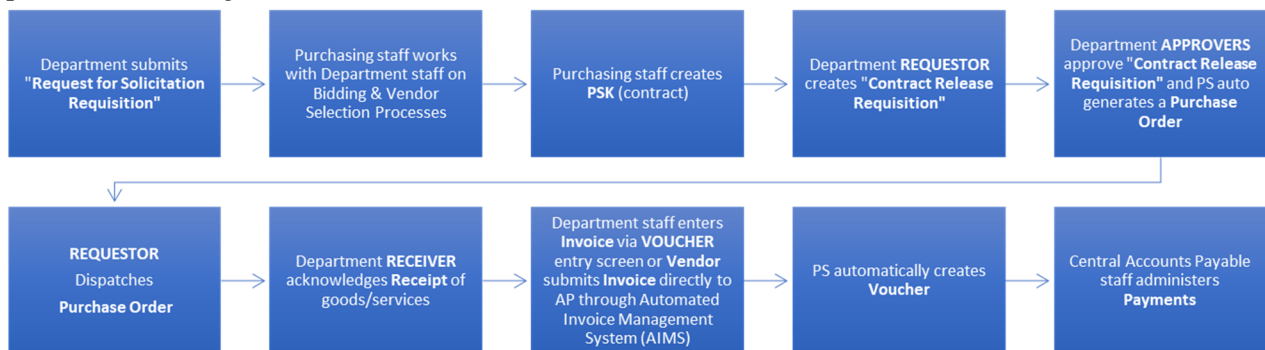 Department submits
"Request for Solicitation
Requisition"
Purchasing staff works
with Department staff on
Bidding & Vendor
Selection Processes
Purchasing staff creates
PSK (contract)
Department REQUESTOR
creates "Contract Release
Requisition"
Department APPROVERS
approve "Contract Release
Requisition" and PS auto
generates a Purchase
Order
REQUESTOR
Dispatches
Purchase Order
Department RECEIVER
acknowledges Receipt of
goods/services
Department staff enters
Invoice via VOUCHER
entry screen or Vendor
submits Invoice directly to
AP through Automated
Invoice Management
System (AIMS)
PS automatically creates
Voucher
Central Accounts Payable
staff administers
Payments